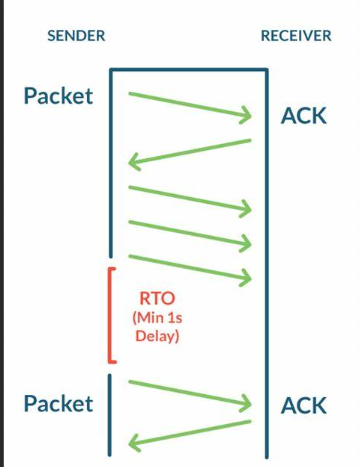 SENDER
RECEIVER
Packet
ACK
RTO
(Min 1s
Delay)
Packet
ACK